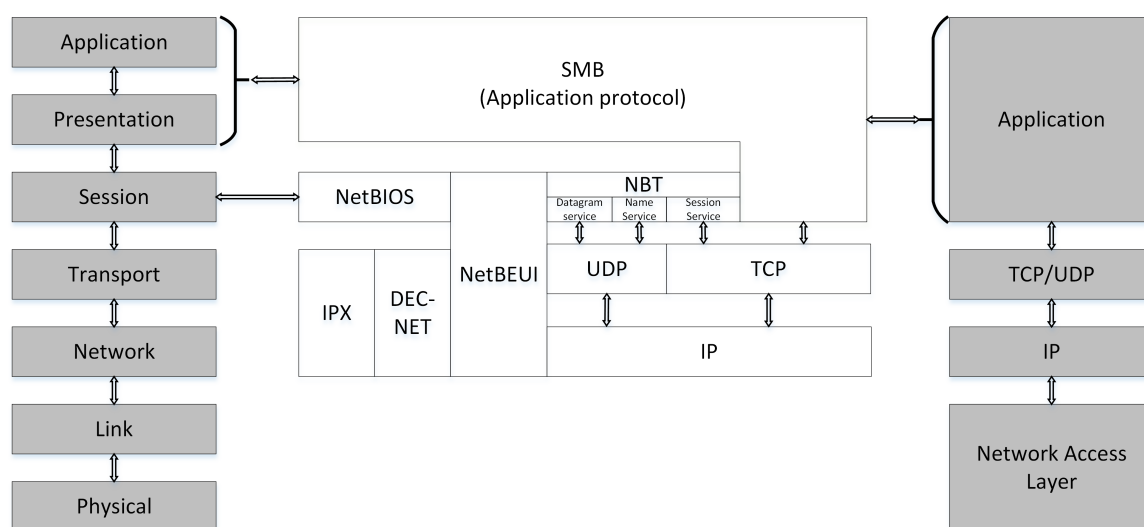 Application
Presentation
Session
Transport
Network
Link
Physical
SMB
(Application protocol)
NetBIOS
NBT
Datagram
service
Name
Service
Session
Service
NetBEUI
UDP
TCP
IPX
DEC-
NET
IP
Application
TCP/UDP
IP
Network Access
Layer